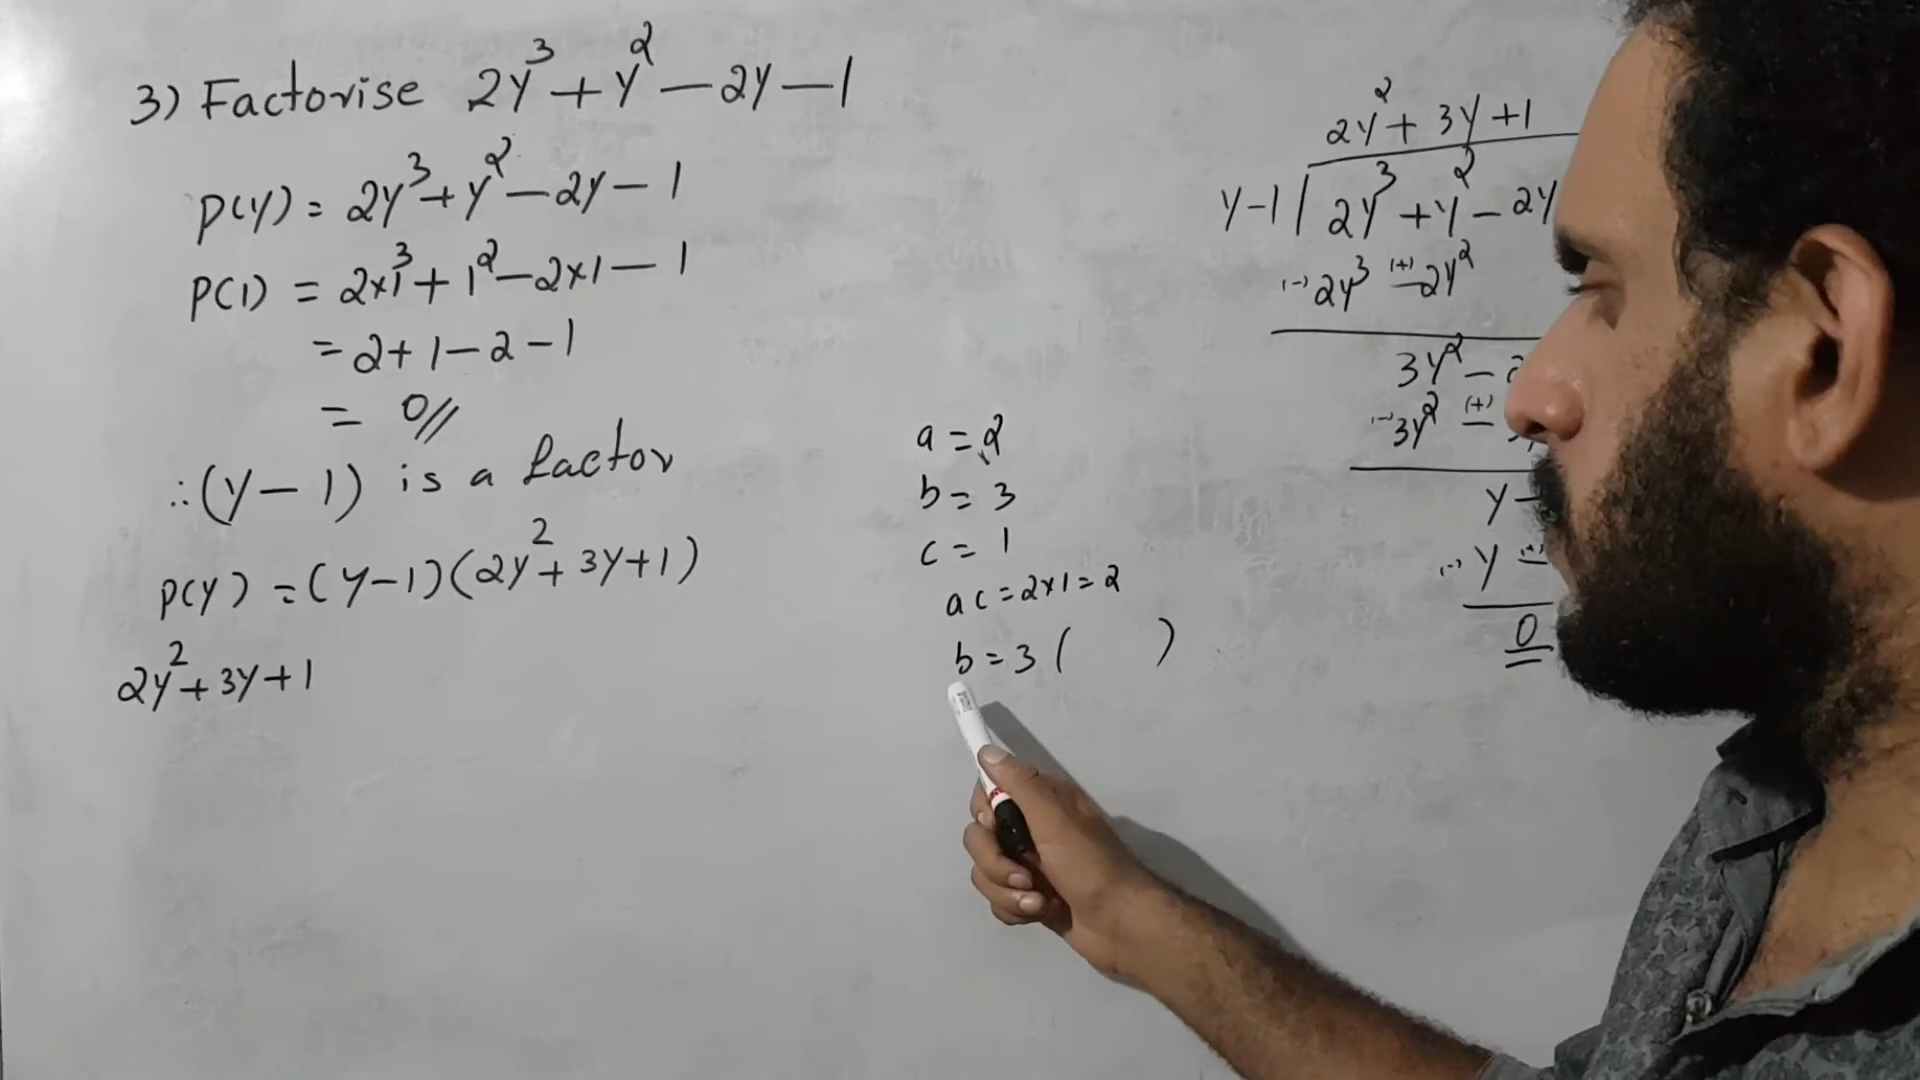 3) Factorise 2y³ + y² - 2y - 1
P(y) = 2y³ + y² - 2y - 1
P(1) = 2×1³ + 1² - 2×1 - 1
= 2 + 1 - 2 - 1
= 0//
∴ (y - 1) is a factor
P(y) = (y-1)(2y² + 3y + 1)
2y² + 3y + 1
a = 2
b = 3
c = 1
ac = 2×1 = 2
b = 3 (      )
2y² + 3y + 1
y-1 | 2y³ + y² - 2y
(-) 2y³ (+) - 2y²
3y² -
(-) 3y² (+) -
y -
(-) y (+) -
0